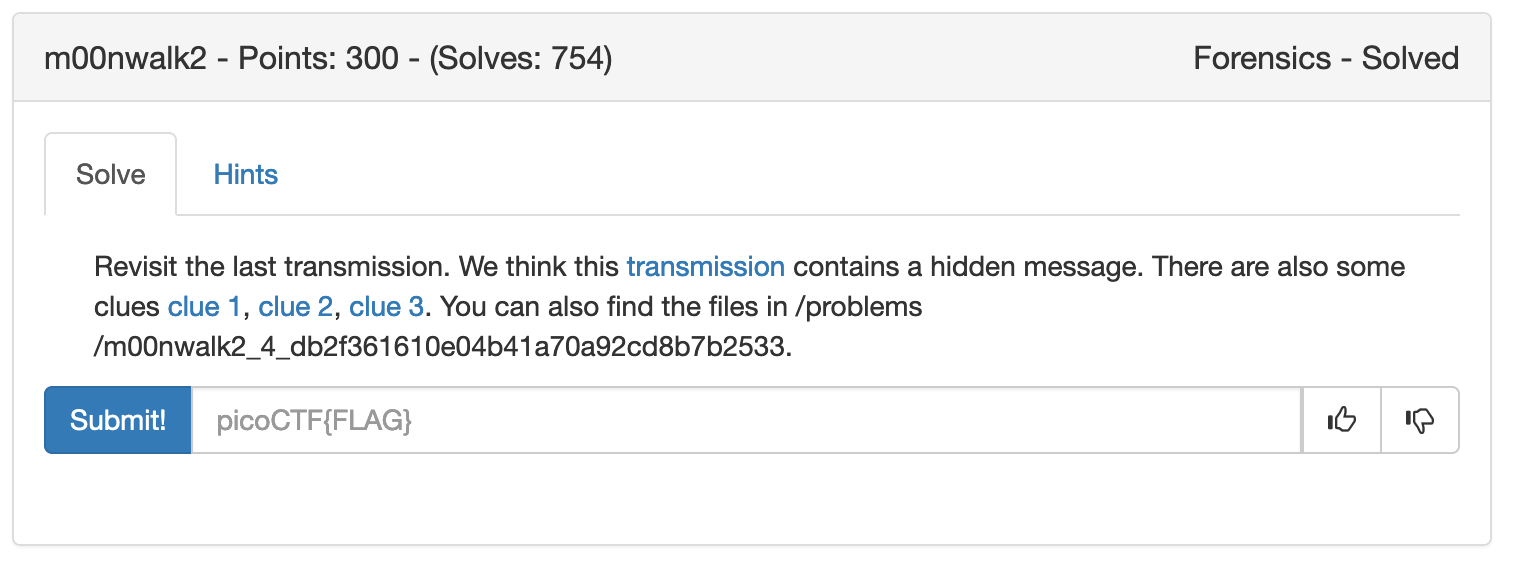 m00nwalk2 - Points: 300 - (Solves: 754)
Forensics - Solved
Solve
Hints
Revisit the last transmission. We think this transmission contains a hidden message. There are also some
clues clue 1, clue 2, clue 3. You can also find the files in /problems
/m00nwalk2_4_db2f361610e04b41a70a92cd8b7b2533.
Submit!
picoCTF{FLAG}